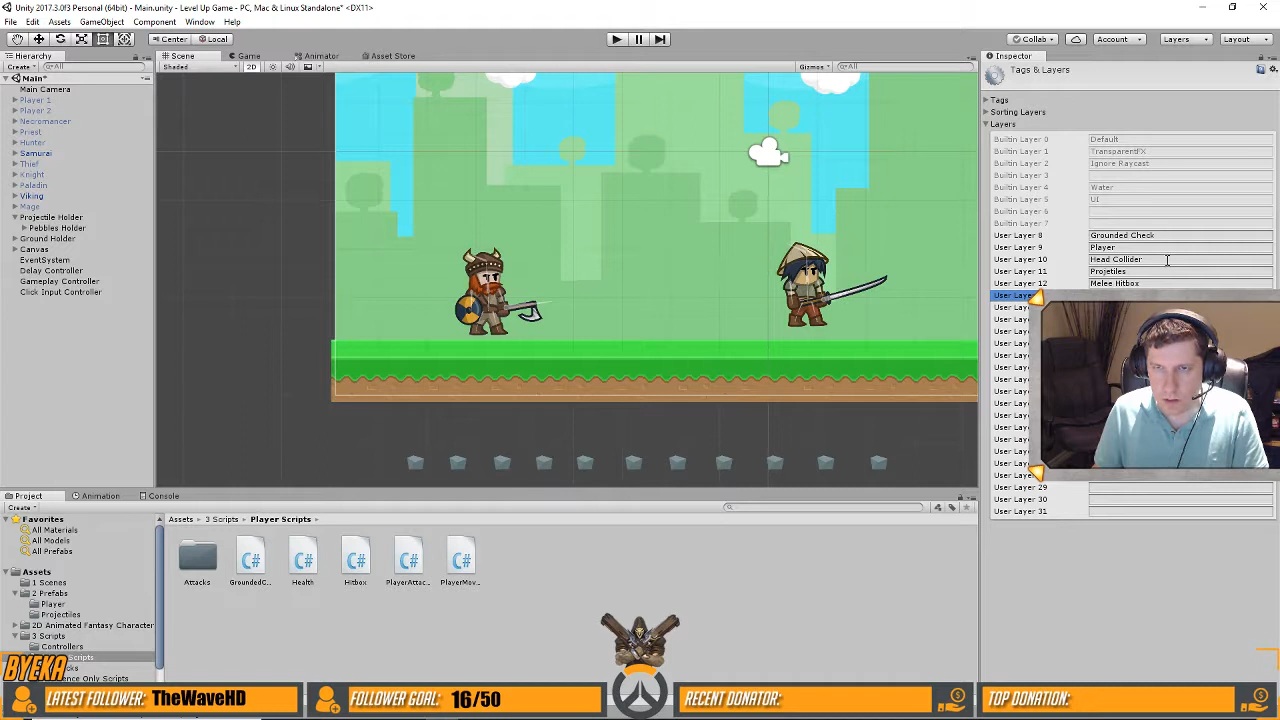 Unity 2017.3.0f3 Personal (64bit) - Main.unity - Level Up Game - PC, Mac & Linux Standalone* <DX11>
File Edit Assets GameObject Component Window Help
Center Local Collab Account Layers Layout
Hierarchy Scene Game Animator Asset Store Inspector
Create All Shaded 2D Gizmos All
Tags & Layers
Main*
Main Camera
Player 1
Player 2
Necromancer
Priest
Hunter
Samurai
Thief
Knight
Paladin
Viking
Mage
Projectile Holder
Pebbles Holder
Ground Holder
Canvas
EventSystem
Delay Controller
Gameplay Controller
Click Input Controller
Tags
Sorting Layers
Layers
Builtin Layer 0 Default
Builtin Layer 1 TransparentFX
Builtin Layer 2 Ignore Raycast
Builtin Layer 3
Builtin Layer 4 Water
Builtin Layer 5 UI
Builtin Layer 6
Builtin Layer 7
User Layer 8 Grounded Check
User Layer 9 Player
User Layer 10 Head Collider
User Layer 11 Projetiles
User Layer 12 Melee Hitbox
User Laye
User Layer 29
User Layer 30
User Layer 31
Project Animation Console
Create
Favorites
All Materials
All Models
All Prefabs
Assets
1 Scenes
2 Prefabs
Player
Projectiles
2D Animated Fantasy Character
3 Scripts
Controllers
Scripts
Assets 3 Scripts Player Scripts
Attacks GroundedC... Health Hitbox PlayerAttac... PlayerMov...
BYEKA
LATEST FOLLOWER: TheWaveHD
FOLLOWER GOAL: 16/50
RECENT DONATOR:
TOP DONATION: